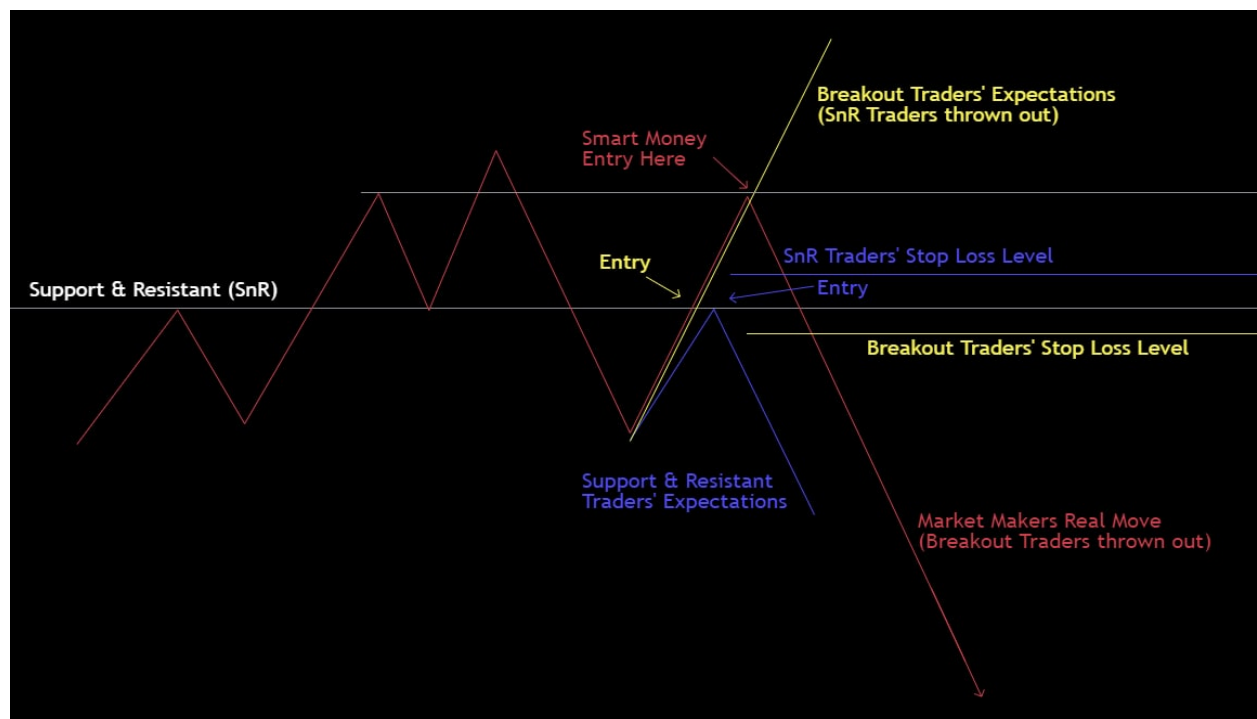 Breakout Traders' Expectations
(SnR Traders thrown out)
Smart Money
Entry Here
SnR Traders' Stop Loss Level
Entry
Entry
Support & Resistant (SnR)
Breakout Traders' Stop Loss Level
Support & Resistant
Traders' Expectations
Market Makers Real Move
(Breakout Traders thrown out)